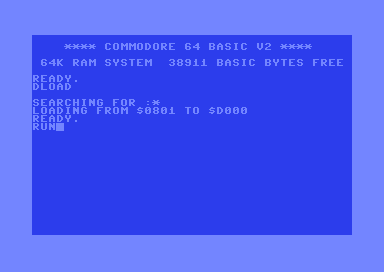 **** COMMODORE 64 BASIC V2 ****
64K RAM SYSTEM  38911 BASIC BYTES FREE
READY.
DLOAD
SEARCHING FOR :*
LOADING FROM $0801 TO $D000
READY.
RUN